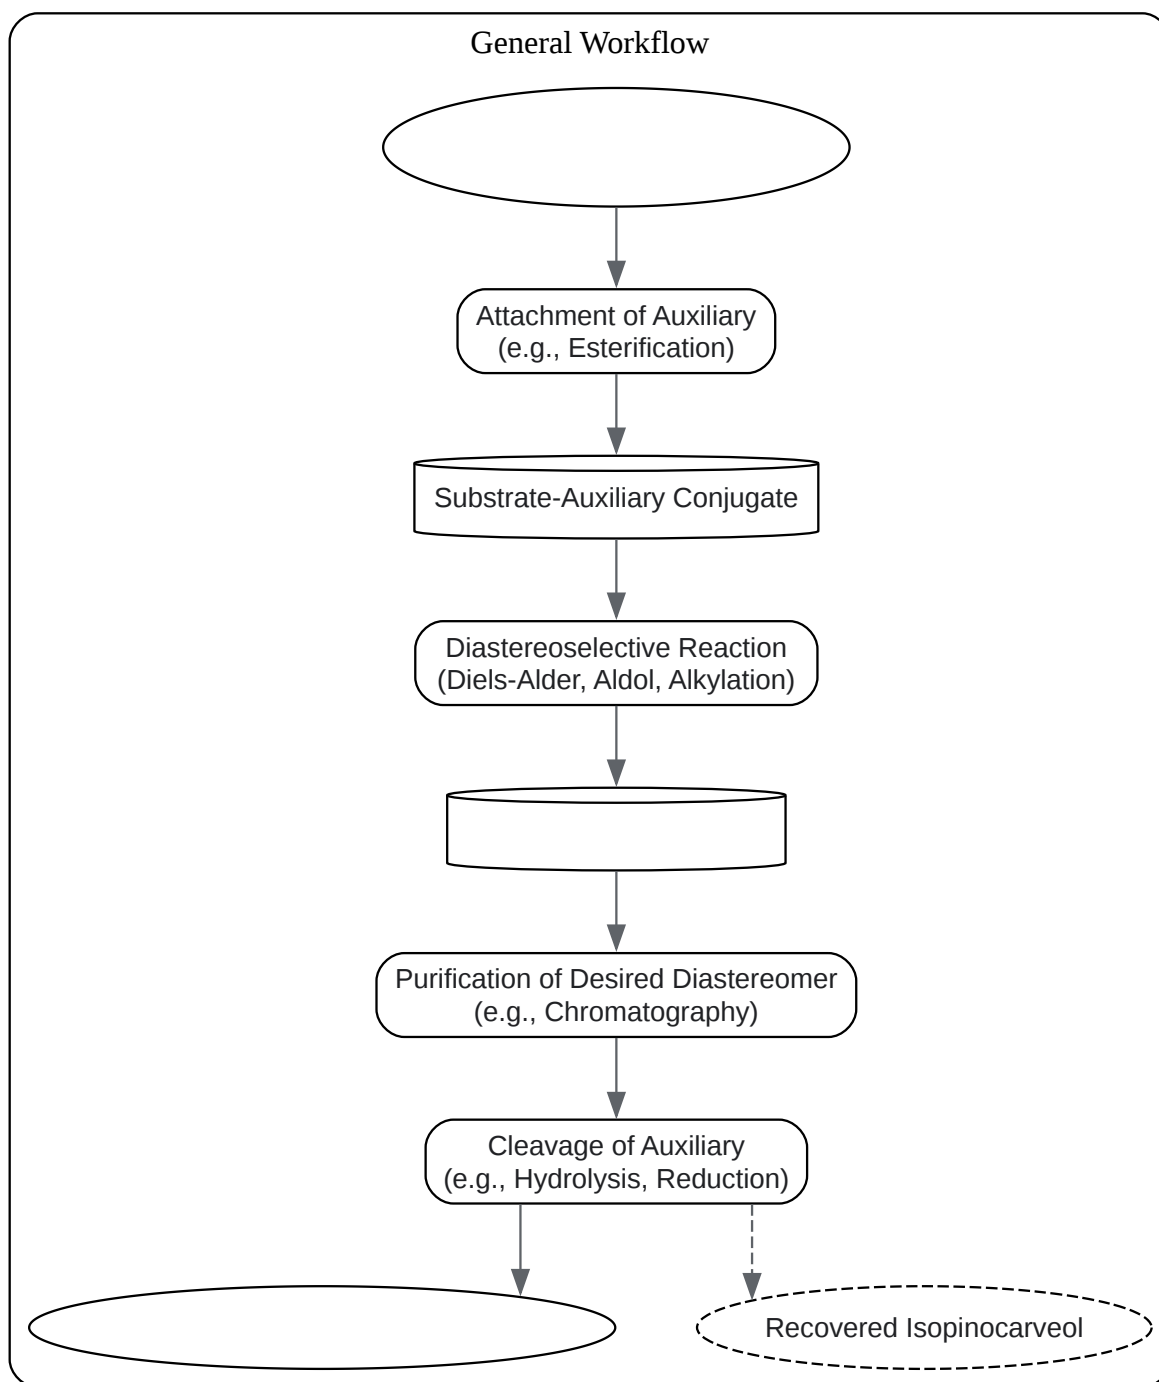 General Workflow
Attachment of Auxiliary
(e.g., Esterification)
Substrate-Auxiliary Conjugate
Diastereoselective Reaction
(Diels-Alder, Aldol, Alkylation)
Purification of Desired Diastereomer
(e.g., Chromatography)
Cleavage of Auxiliary
(e.g., Hydrolysis, Reduction)
Recovered Isopinocarveol